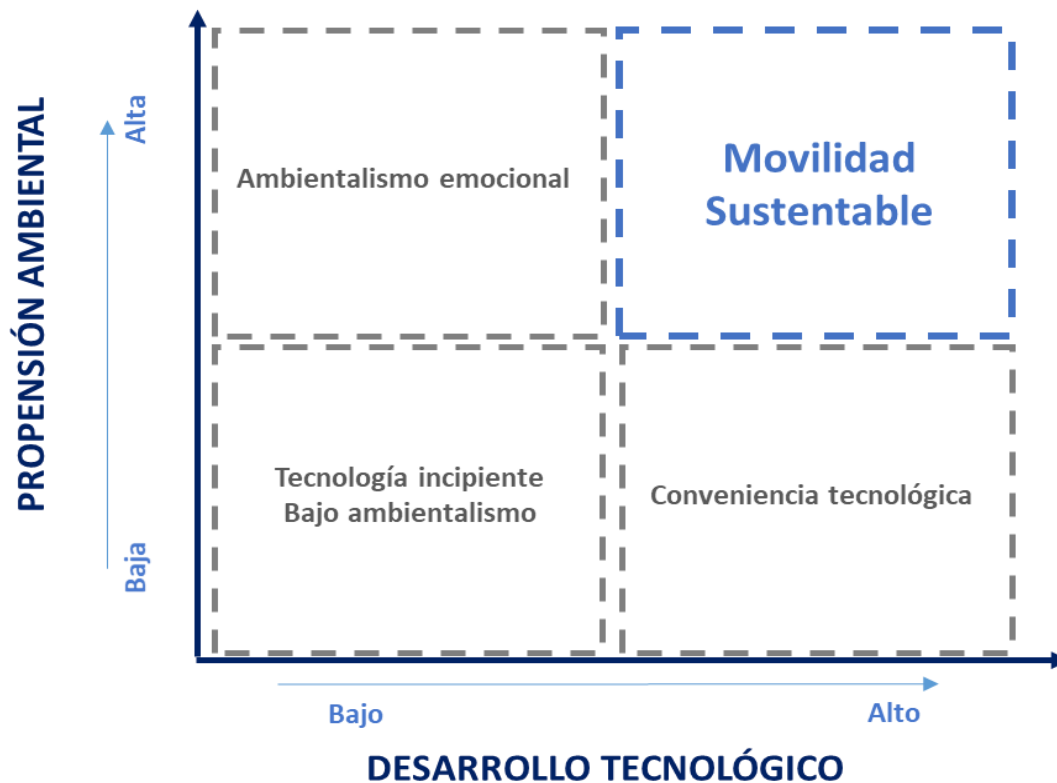 PROPENSIÓN AMBIENTAL
Alta
Baja
Ambientalismo emocional
Movilidad
Sustentable
Tecnología incipiente
Bajo ambientalismo
Conveniencia tecnológica
Bajo
Alto
DESARROLLO TECNOLÓGICO